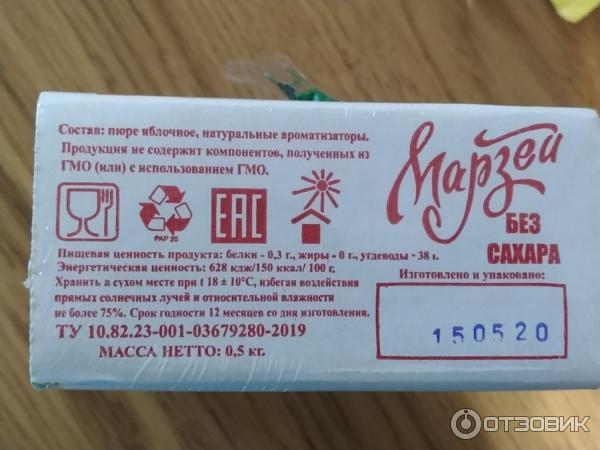 Состав: пюре яблочное, натуральные ароматизаторы.
Продукция не содержит компонентов, полученных из
ГМО (или) с использованием ГМО.
Марзей
БЕЗ
САХАРА
PAP 20
EAC
Пищевая ценность продукта: белки - 0,3 г., жиры - 0 г., углеводы - 38 г.
Энергетическая ценность: 628 кдж/150 ккал/ 100 г.
Хранить а сухом месте при t 18 ± 10°С, избегая воздействия
прямых солнечных лучей и относительной влажности
не более 75%. Срок годности 12 месяцев со дня изготовления.
ТУ 10.82.23-001-03679280-2019
МАССА НЕТТО: 0,5 кг.
Изготовлено и упаковано:
150520
ОТЗОВИК